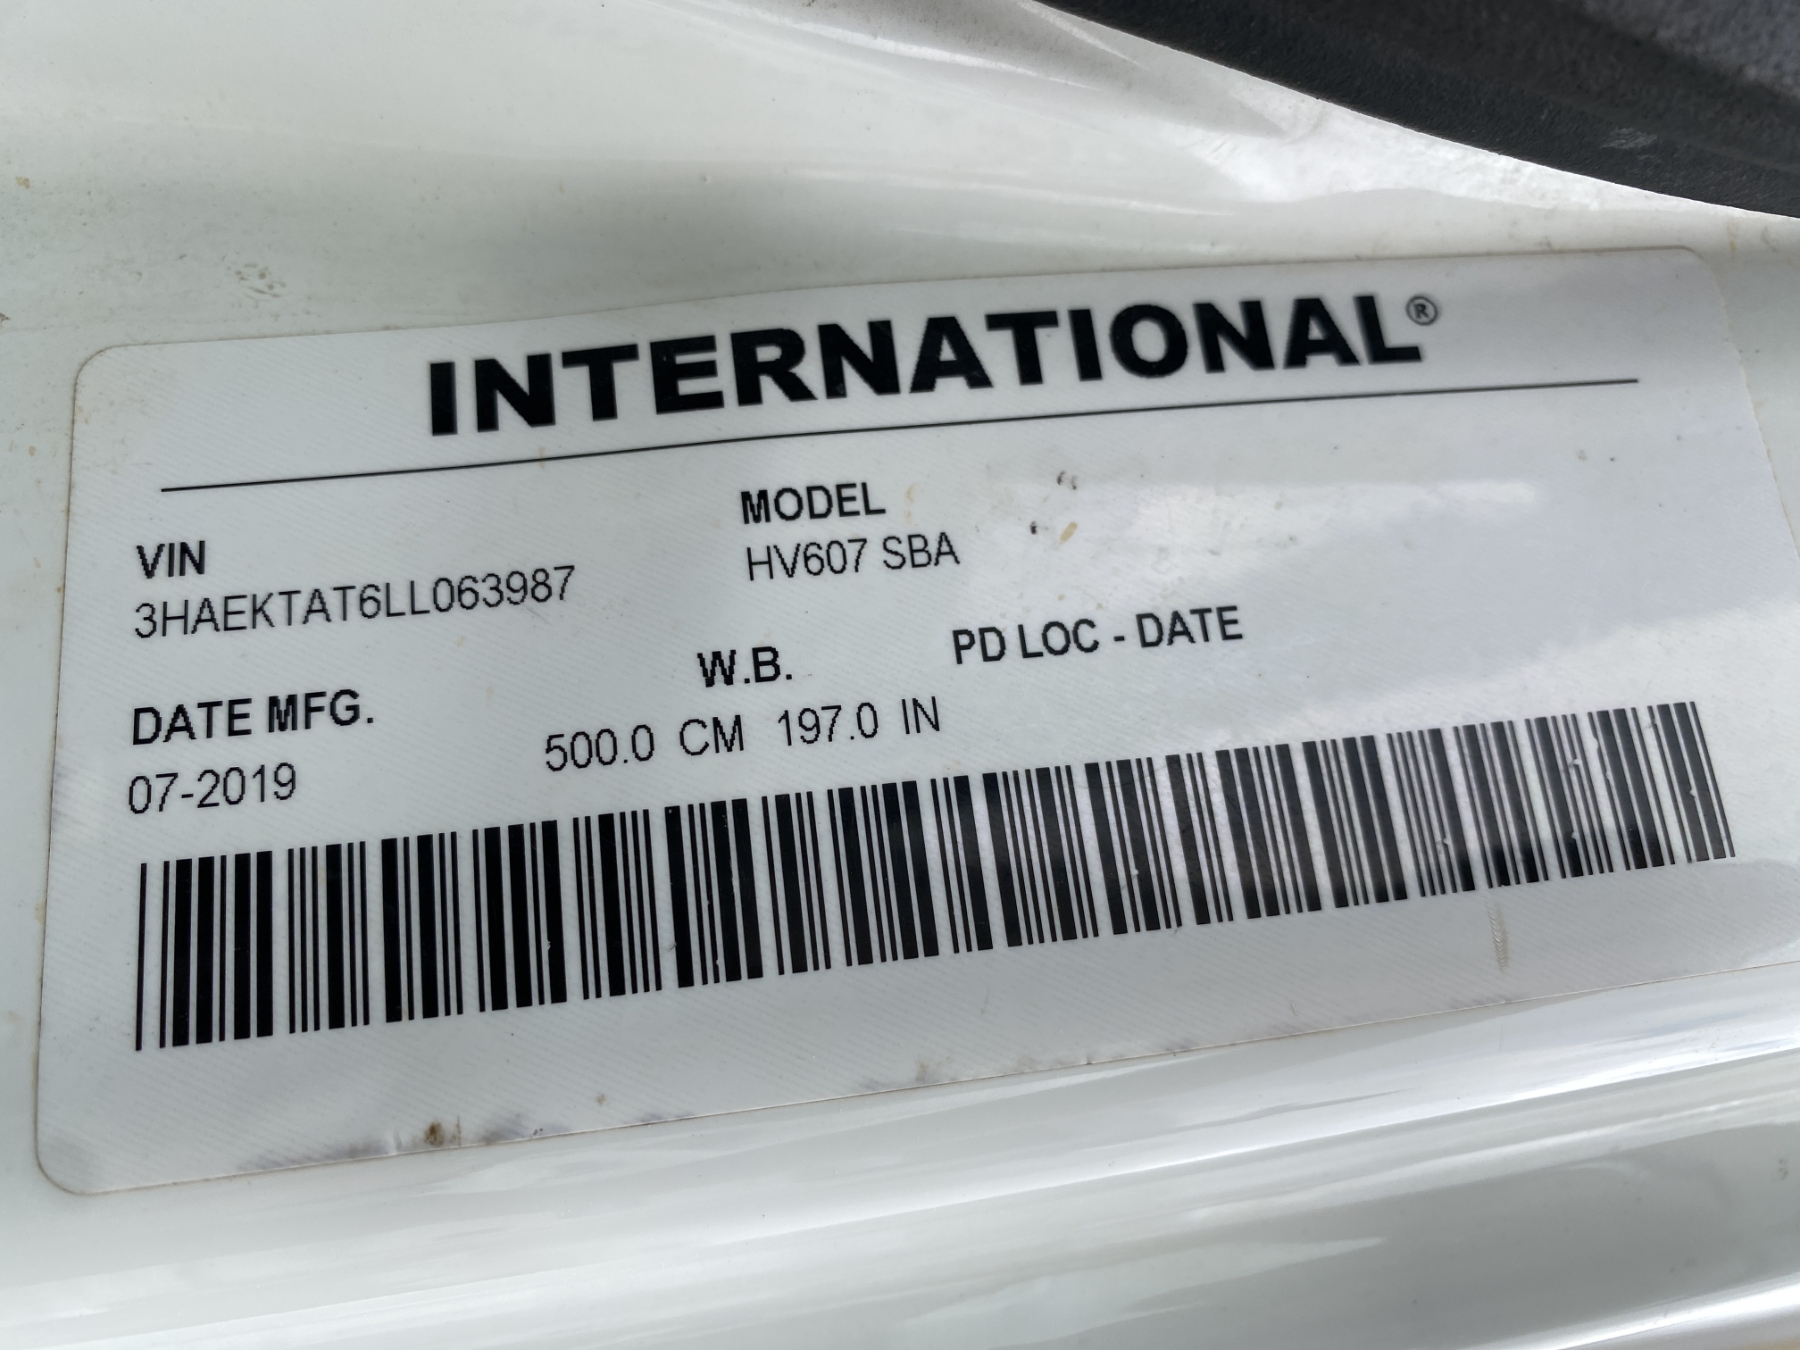 INTERNATIONAL®
VIN
3HAEKTAT6LL063987
MODEL
HV607 SBA
DATE MFG.
07-2019
W.B.
500.0 CM 197.0 IN
PD LOC - DATE